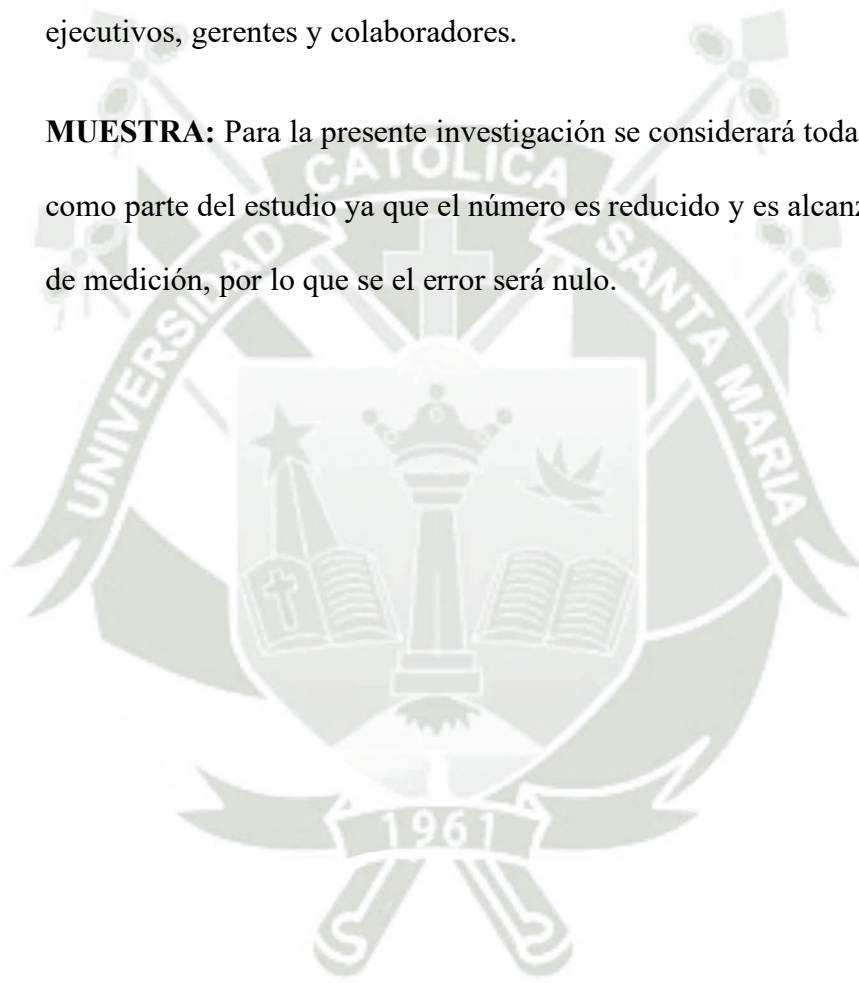 ejecutivos, gerentes y colaboradores.
MUESTRA: Para la presente investigación se considerará toda
como parte del estudio ya que el número es reducido y es
de medición, por lo que se el error será nulo.
UNIVERSIDAD CATOLICA SANTA MARIA
1961